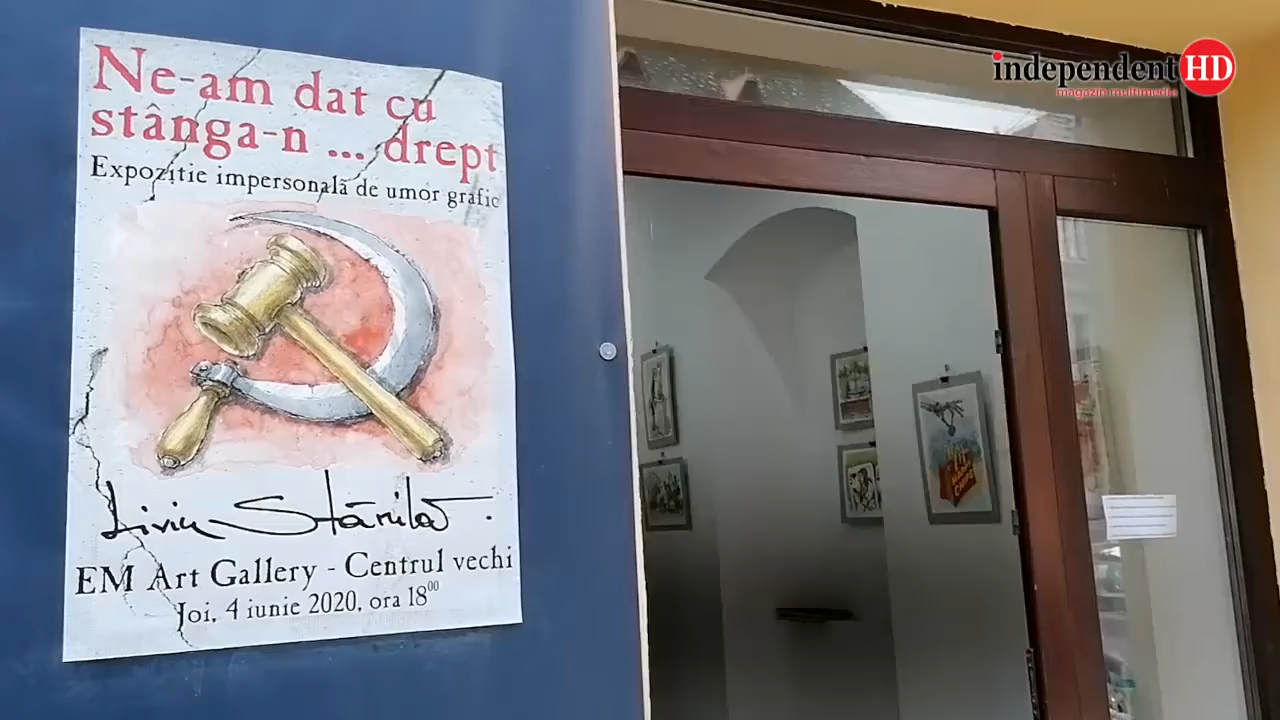 Ne-am dat cu
stânga-n ... drept
Expoziție impersonală de umor grafic
Liviu Stănilă
EM Art Gallery - Centrul vechi
Joi, 4 iunie 2020, ora 18⁰⁰
independent HD
magazin multimedia